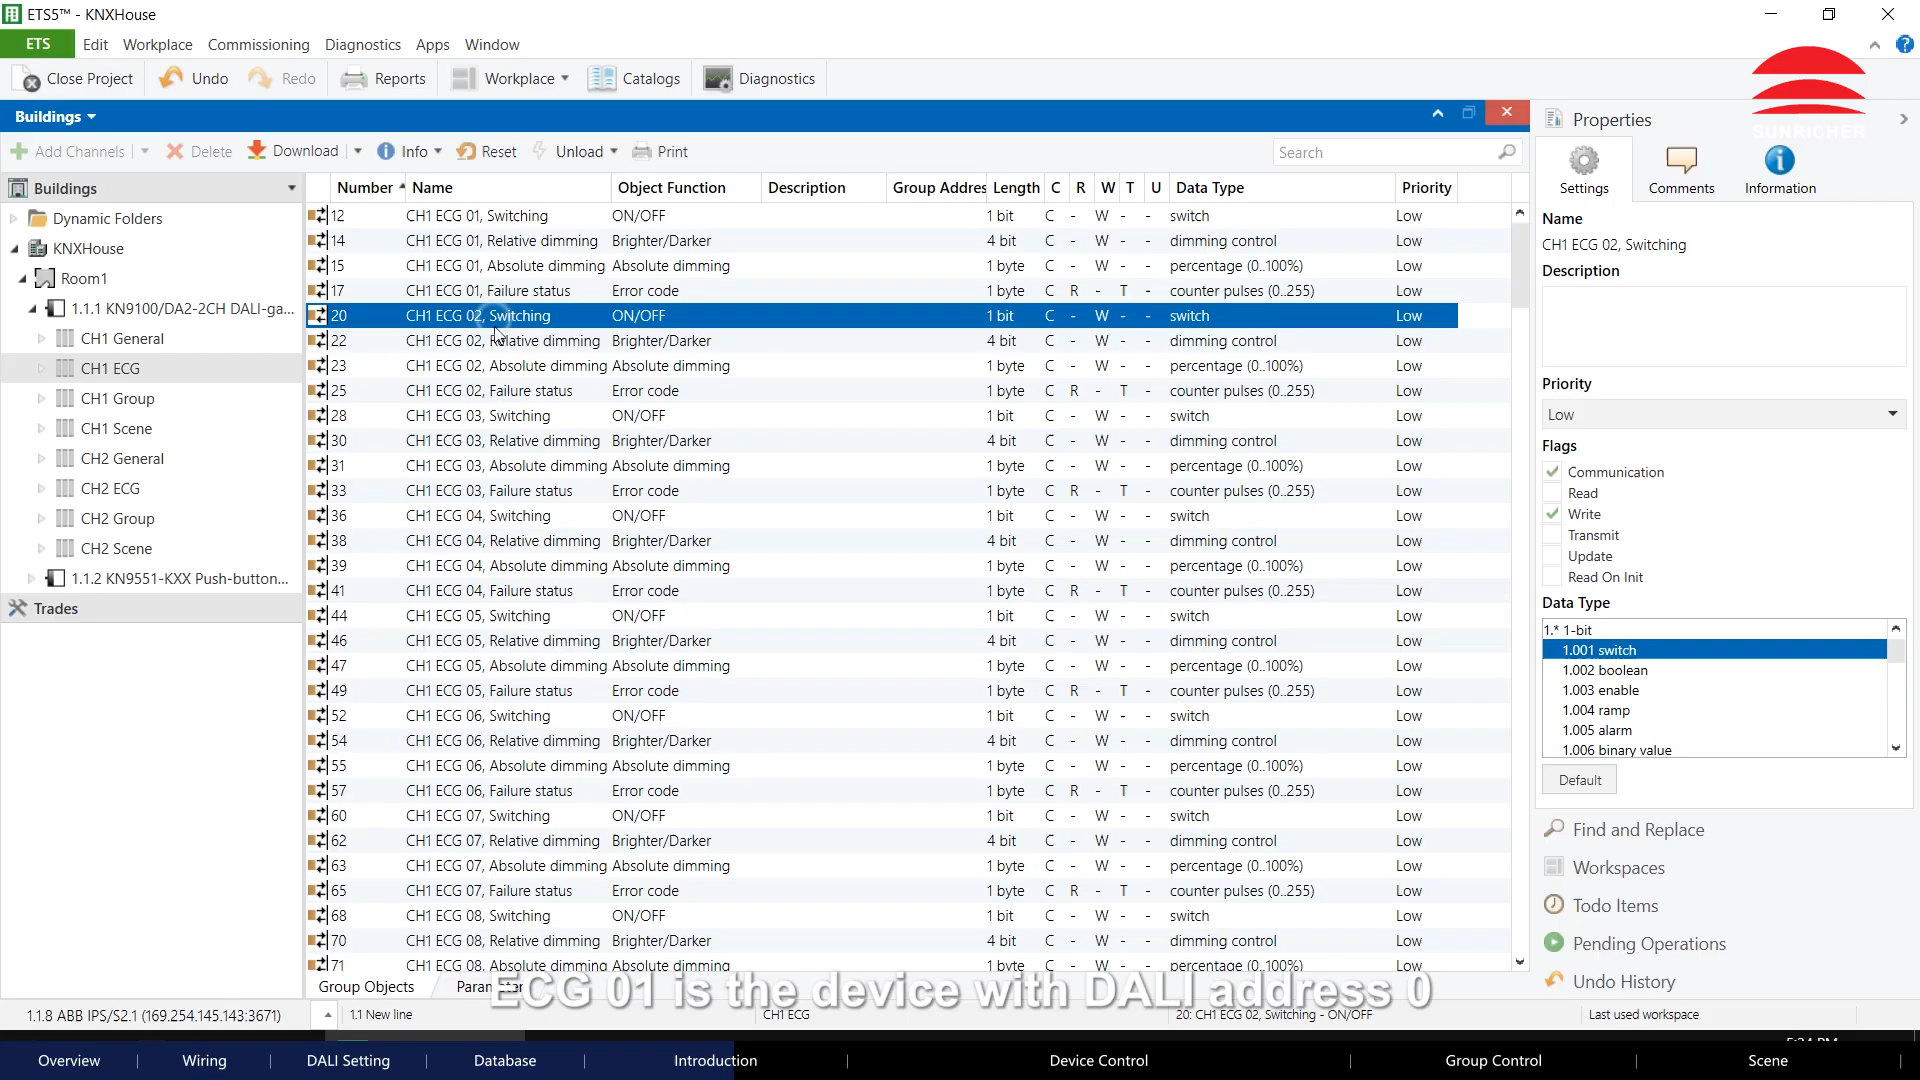 ETS5™ - KNXHouse
ETS Edit Workplace Commissioning Diagnostics Apps Window
Close Project Undo Redo Reports Workplace Catalogs Diagnostics
SUNRICHER
Buildings
Add Channels Delete Download Info Reset Unload Print Search
Buildings
Dynamic Folders
KNXHouse
Room1
1.1.1 KN9100/DA2-2CH DALI-ga...
CH1 General
CH1 ECG
CH1 Group
CH1 Scene
CH2 General
CH2 ECG
CH2 Group
CH2 Scene
1.1.2 KN9551-KXX Push-button...
Trades
Number Name Object Function Description Group Addres Length C R W T U Data Type Priority
12 CH1 ECG 01, Switching ON/OFF 1 bit C - W - - switch Low
14 CH1 ECG 01, Relative dimming Brighter/Darker 4 bit C - W - - dimming control Low
15 CH1 ECG 01, Absolute dimming Absolute dimming 1 byte C - W - - percentage (0..100%) Low
17 CH1 ECG 01, Failure status Error code 1 byte C R - T - counter pulses (0..255) Low
20 CH1 ECG 02, Switching ON/OFF 1 bit C - W - - switch Low
22 CH1 ECG 02, Relative dimming Brighter/Darker 4 bit C - W - - dimming control Low
23 CH1 ECG 02, Absolute dimming Absolute dimming 1 byte C - W - - percentage (0..100%) Low
25 CH1 ECG 02, Failure status Error code 1 byte C R - T - counter pulses (0..255) Low
28 CH1 ECG 03, Switching ON/OFF 1 bit C - W - - switch Low
30 CH1 ECG 03, Relative dimming Brighter/Darker 4 bit C - W - - dimming control Low
31 CH1 ECG 03, Absolute dimming Absolute dimming 1 byte C - W - - percentage (0..100%) Low
33 CH1 ECG 03, Failure status Error code 1 byte C R - T - counter pulses (0..255) Low
36 CH1 ECG 04, Switching ON/OFF 1 bit C - W - - switch Low
38 CH1 ECG 04, Relative dimming Brighter/Darker 4 bit C - W - - dimming control Low
39 CH1 ECG 04, Absolute dimming Absolute dimming 1 byte C - W - - percentage (0..100%) Low
41 CH1 ECG 04, Failure status Error code 1 byte C R - T - counter pulses (0..255) Low
44 CH1 ECG 05, Switching ON/OFF 1 bit C - W - - switch Low
46 CH1 ECG 05, Relative dimming Brighter/Darker 4 bit C - W - - dimming control Low
47 CH1 ECG 05, Absolute dimming Absolute dimming 1 byte C - W - - percentage (0..100%) Low
49 CH1 ECG 05, Failure status Error code 1 byte C R - T - counter pulses (0..255) Low
52 CH1 ECG 06, Switching ON/OFF 1 bit C - W - - switch Low
54 CH1 ECG 06, Relative dimming Brighter/Darker 4 bit C - W - - dimming control Low
55 CH1 ECG 06, Absolute dimming Absolute dimming 1 byte C - W - - percentage (0..100%) Low
57 CH1 ECG 06, Failure status Error code 1 byte C R - T - counter pulses (0..255) Low
60 CH1 ECG 07, Switching ON/OFF 1 bit C - W - - switch Low
62 CH1 ECG 07, Relative dimming Brighter/Darker 4 bit C - W - - dimming control Low
63 CH1 ECG 07, Absolute dimming Absolute dimming 1 byte C - W - - percentage (0..100%) Low
65 CH1 ECG 07, Failure status Error code 1 byte C R - T - counter pulses (0..255) Low
68 CH1 ECG 08, Switching ON/OFF 1 bit C - W - - switch Low
70 CH1 ECG 08, Relative dimming Brighter/Darker 4 bit C - W - - dimming control Low
71 CH1 ECG 08, Absolute dimming Absolute dimming 1 byte C - W - - percentage (0..100%) Low
Group Objects
Properties
Settings Comments Information
Name
CH1 ECG 02, Switching
Description
Priority
Low
Flags
Communication
Read
Write
Transmit
Update
Read On Init
Data Type
1.* 1-bit
1.001 switch
1.002 boolean
1.003 enable
1.004 ramp
1.005 alarm
1.006 binary value
Default
Find and Replace
Workspaces
Todo Items
Pending Operations
Undo History
ECG 01 is the device with DALI address 0
1.1.8 ABB IPS/S2.1 (169.254.145.143:3671) 1.1 New line CH1 ECG 20: CH1 ECG 02, Switching - ON/OFF Last used workspace
Overview Wiring DALI Setting Database Introduction Device Control Group Control Scene